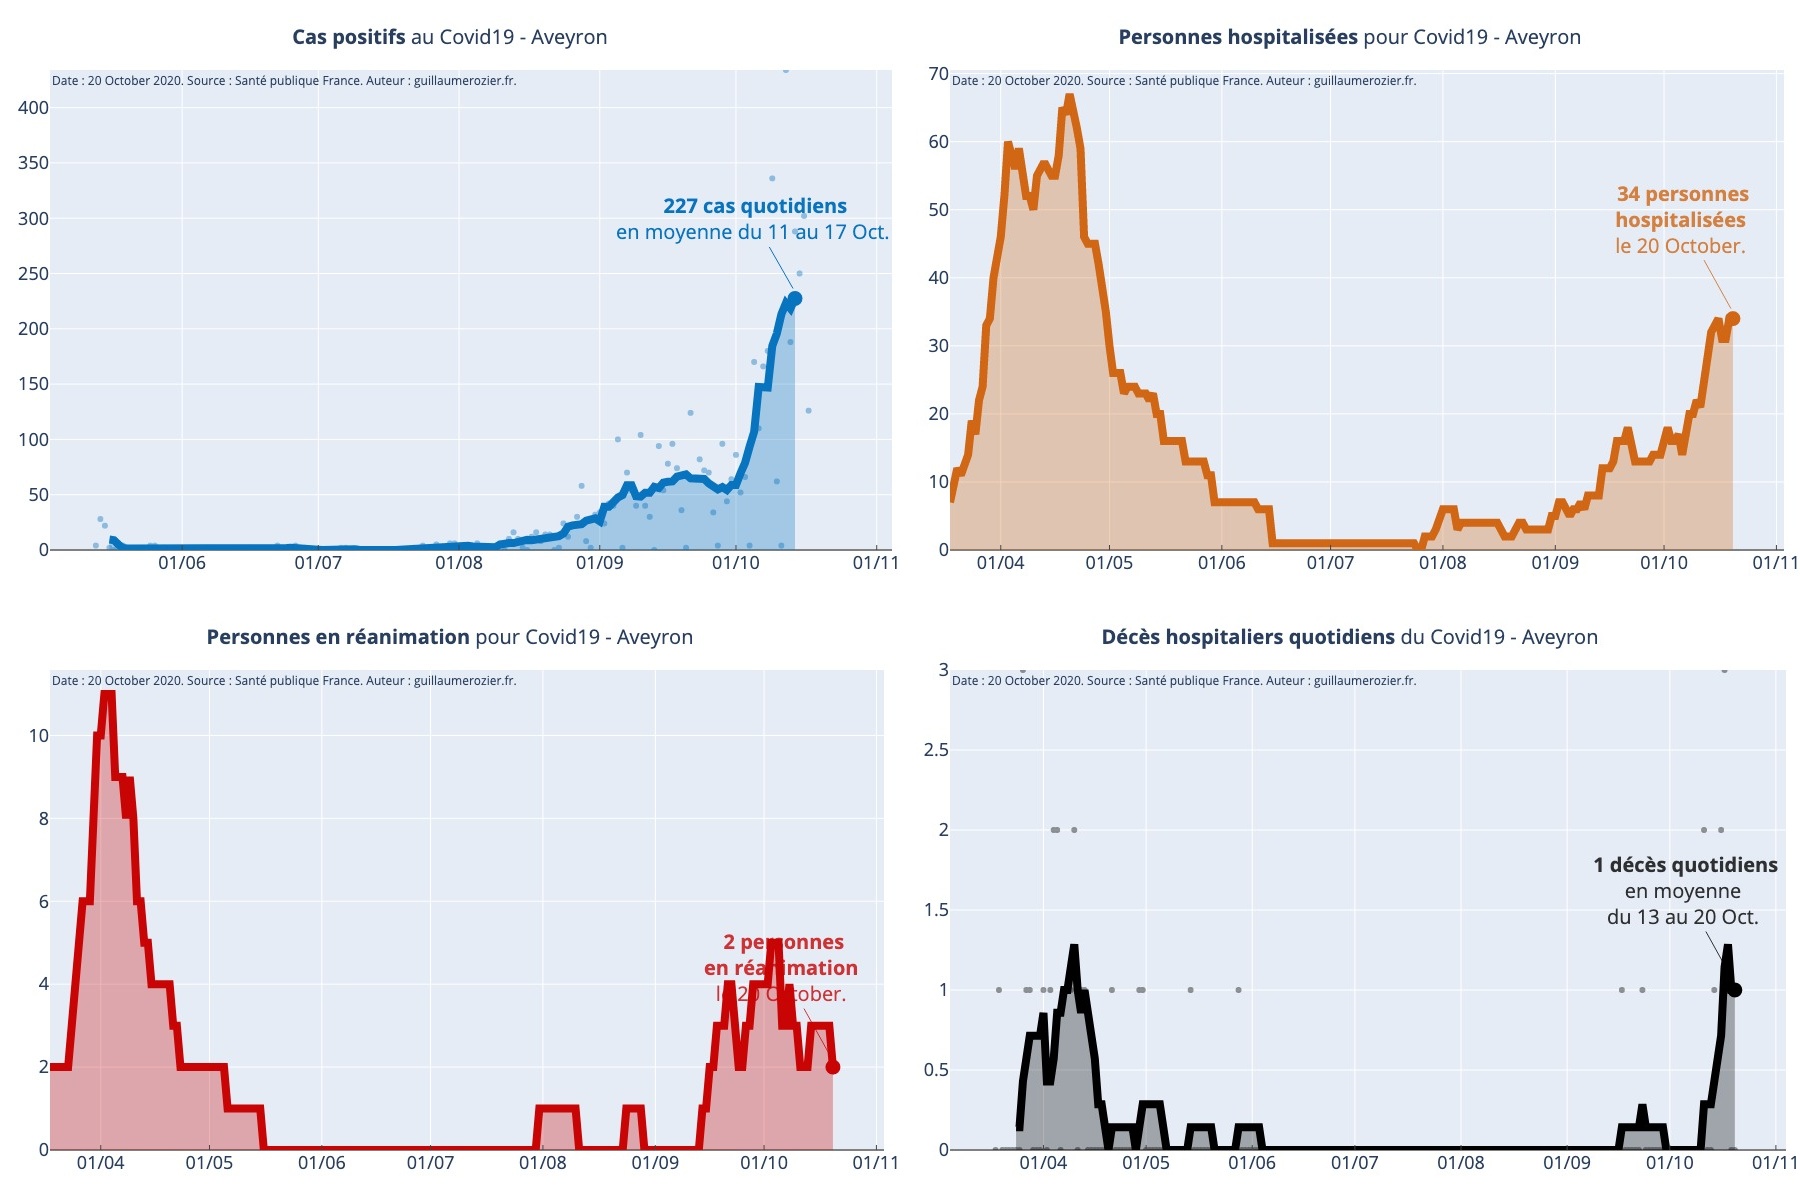 Cas positifs au Covid19 - Aveyron
Date : 20 October 2020. Source : Santé publique France. Auteur : guillaumerozier.fr.
400
350
300
250
200
150
100
50
0
227 cas quotidiens
en moyenne du 11 au 17 Oct.
01/06 01/07 01/08 01/09 01/10 01/11
Personnes hospitalisées pour Covid19 - Aveyron
Date : 20 October 2020. Source : Santé publique France. Auteur : guillaumerozier.fr.
70
60
50
40
30
20
10
0
34 personnes
hospitalisées
le 20 October.
01/04 01/05 01/06 01/07 01/08 01/09 01/10 01/11
Personnes en réanimation pour Covid19 - Aveyron
Date : 20 October 2020. Source : Santé publique France. Auteur : guillaumerozier.fr.
10
8
6
4
2
0
2 personnes
en réanimation
le 20 October.
01/04 01/05 01/06 01/07 01/08 01/09 01/10 01/11
Décès hospitaliers quotidiens du Covid19 - Aveyron
Date : 20 October 2020. Source : Santé publique France. Auteur : guillaumerozier.fr.
3
2.5
2
1.5
1
0.5
0
1 décès quotidiens
en moyenne
du 13 au 20 Oct.
01/04 01/05 01/06 01/07 01/08 01/09 01/10 01/11